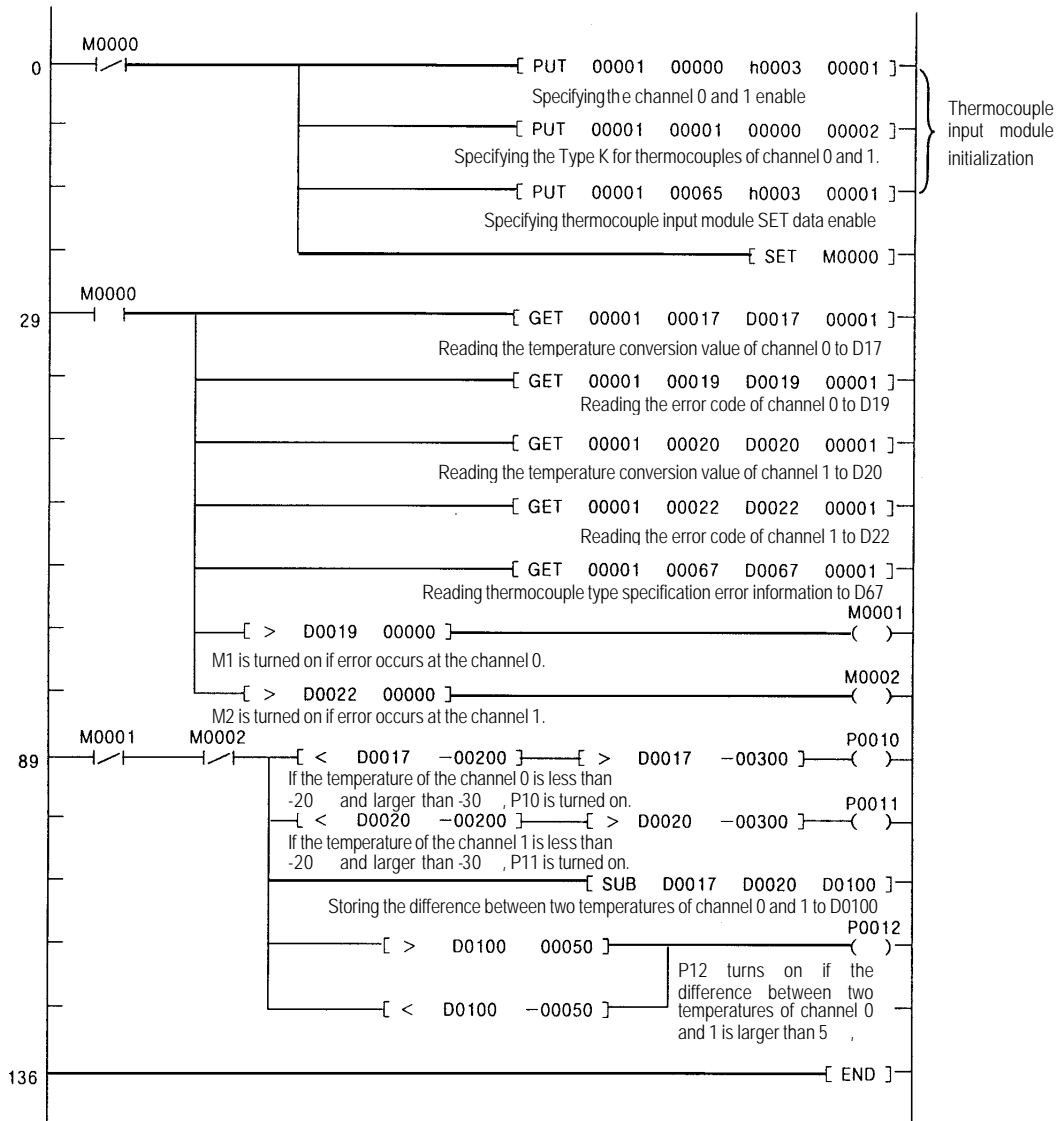 M0000
0 [ PUT 00001 00000 h0003 00001 ]
Specifying the channel 0 and 1 enable
[ PUT 00001 00001 00000 00002 ]
Specifying the Type K for thermocouples of channel 0 and 1.
[ PUT 00001 00065 h0003 00001 ]
Specifying thermocouple input module SET data enable
[ SET M0000 ]
Thermocouple
input module
initialization
M0000
29 [ GET 00001 00017 D0017 00001 ]
Reading the temperature conversion value of channel 0 to D17
[ GET 00001 00019 D0019 00001 ]
Reading the error code of channel 0 to D19
[ GET 00001 00020 D0020 00001 ]
Reading the temperature conversion value of channel 1 to D20
[ GET 00001 00022 D0022 00001 ]
Reading the error code of channel 1 to D22
[ GET 00001 00067 D0067 00001 ]
Reading thermocouple type specification error information to D67
M0001
[ > D0019 00000 ] ( )
M1 is turned on if error occurs at the channel 0.
M0002
[ > D0022 00000 ] ( )
M2 is turned on if error occurs at the channel 1.
M0001 M0002 P0010
89 [ < D0017 −00200 ] [ > D0017 −00300 ] ( )
If the temperature of the channel 0 is less than
-20 and larger than -30 , P10 is turned on.
P0011
[ < D0020 −00200 ] [ > D0020 −00300 ] ( )
If the temperature of the channel 1 is less than
-20 and larger than -30 , P11 is turned on.
[ SUB D0017 D0020 D0100 ]
Storing the difference between two temperatures of channel 0 and 1 to D0100
P0012
[ > D0100 00050 ] ( )
P12 turns on if the
difference between two
temperatures of channel 0
and 1 is larger than 5 ,
[ < D0100 −00050 ]
136 [ END ]